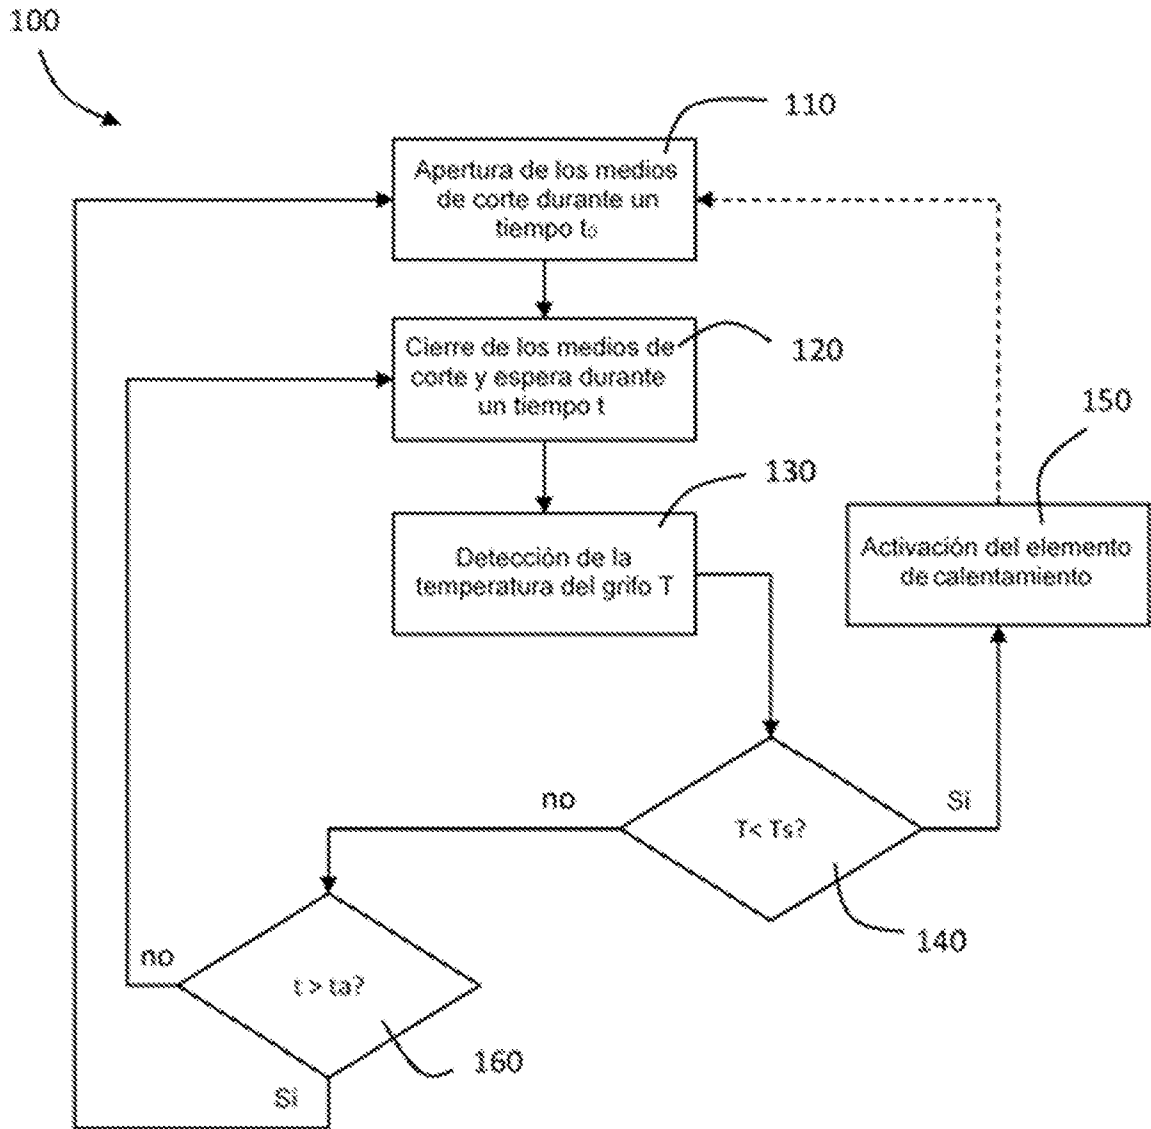 100
110
Apertura de los medios
de corte durante un
tiempo t₀
Cierre de los medios de
corte y espera durante
un tiempo t
120
150
130
Detección de la
temperatura del grifo T
Activación del elemento
de calentamiento
no
Si
T< Ts?
140
no
t > ta?
160
Si